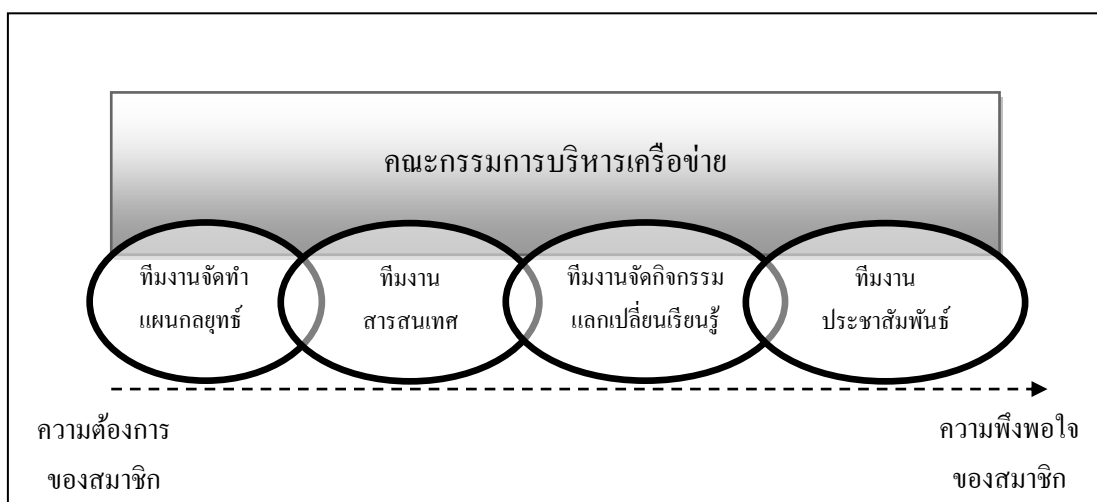 คณะกรรมการบริหารเครือข่าย
ทีมงานจัดทำ
แผนกลยุทธ์
ทีมงาน
สารสนเทศ
ทีมงานจัดกิจกรรม
แลกเปลี่ยนเรียนรู้
ทีมงาน
ประชาสัมพันธ์
ความต้องการ
ของสมาชิก
ความพึงพอใจ
ของสมาชิก